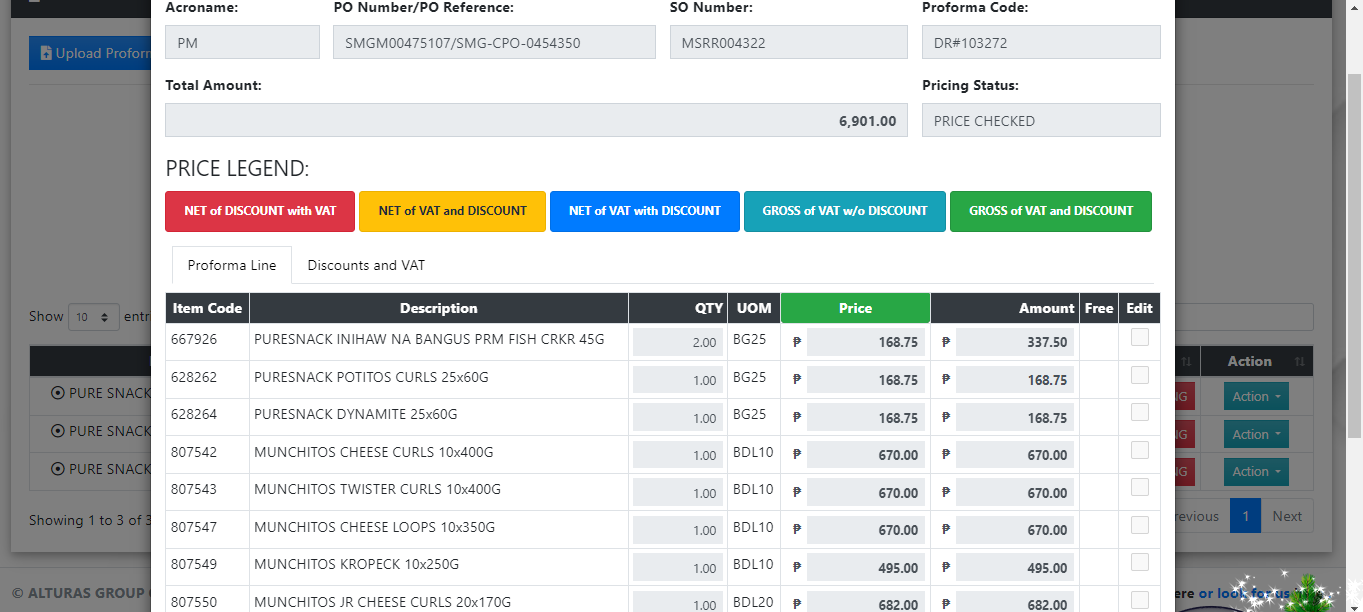 Acroname: PO Number/PO Reference: SO Number: Proforma Code:
PM SMGM00475107/SMG-CPO-0454350 MSRR004322 DR#103272
Upload Proform
Total Amount: Pricing Status:
6,901.00 PRICE CHECKED
PRICE LEGEND:
NET of DISCOUNT with VAT NET of VAT and DISCOUNT NET of VAT with DISCOUNT GROSS of VAT w/o DISCOUNT GROSS of VAT and DISCOUNT
Proforma Line Discounts and VAT
Show 10 entr
Item Code Description QTY UOM Price Amount Free Edit
667926 PURESNACK INIHAW NA BANGUS PRM FISH CRKR 45G 2.00 BG25 ₱ 168.75 ₱ 337.50
628262 PURESNACK POTITOS CURLS 25x60G 1.00 BG25 ₱ 168.75 ₱ 168.75
628264 PURESNACK DYNAMITE 25x60G 1.00 BG25 ₱ 168.75 ₱ 168.75
807542 MUNCHITOS CHEESE CURLS 10x400G 1.00 BDL10 ₱ 670.00 ₱ 670.00
807543 MUNCHITOS TWISTER CURLS 10x400G 1.00 BDL10 ₱ 670.00 ₱ 670.00
807547 MUNCHITOS CHEESE LOOPS 10x350G 1.00 BDL10 ₱ 670.00 ₱ 670.00
807549 MUNCHITOS KROPECK 10x250G 1.00 BDL10 ₱ 495.00 ₱ 495.00
807550 MUNCHITOS JR CHEESE CURLS 20x170G 1.00 BDL20 ₱ 682.00 ₱ 682.00
Action
PURE SNACK NG Action
PURE SNACK NG Action
PURE SNACK NG Action
Showing 1 to 3 of 3 revious 1 Next
© ALTURAS GROUP ere or look for us